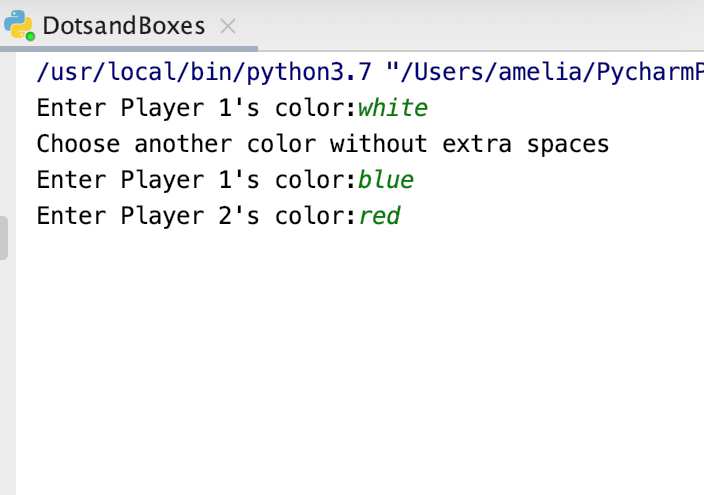 DotsandBoxes
/usr/local/bin/python3.7 "/Users/amelia/PycharmP
Enter Player 1's color:white
Choose another color without extra spaces
Enter Player 1's color:blue
Enter Player 2's color:red